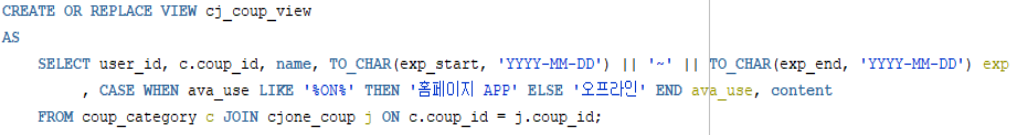 CREATE OR REPLACE VIEW cj_coup_view
AS
SELECT user_id, c.coup_id, name, TO_CHAR(exp_start, 'YYYY-MM-DD') || '~' || TO_CHAR(exp_end, 'YYYY-MM-DD') exp
, CASE WHEN ava_use LIKE '%ON%' THEN '홈페이지 APP' ELSE '오프라인' END ava_use, content
FROM coup_category c JOIN cjone_coup j ON c.coup_id = j.coup_id;